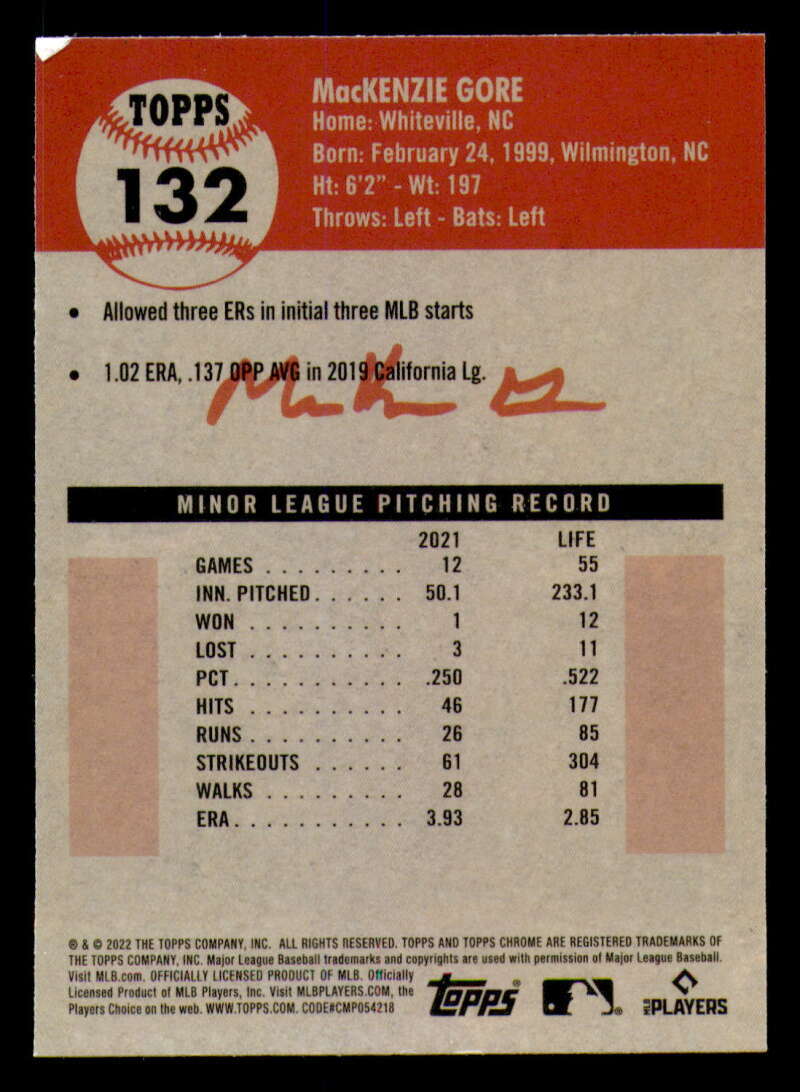 TOPPS
132
MacKENZIE GORE
Home: Whiteville, NC
Born: February 24, 1999, Wilmington, NC
Ht: 6'2" - Wt: 197
Throws: Left - Bats: Left
• Allowed three ERs in initial three MLB starts
• 1.02 ERA, .137 OPP AVG in 2019 California Lg.
MINOR LEAGUE PITCHING RECORD
2021 LIFE
GAMES . . . . . . . . . 12 55
INN. PITCHED. . . . . . 50.1 233.1
WON . . . . . . . . . . 1 12
LOST . . . . . . . . . . 3 11
PCT. . . . . . . . . . . .250 .522
HITS . . . . . . . . . . 46 177
RUNS. . . . . . . . . . 26 85
STRIKEOUTS . . . . . . 61 304
WALKS . . . . . . . . . 28 81
ERA. . . . . . . . . . . 3.93 2.85
® & © 2022 THE TOPPS COMPANY, INC. ALL RIGHTS RESERVED. TOPPS AND TOPPS CHROME ARE REGISTERED TRADEMARKS OF
THE TOPPS COMPANY, INC. Major League Baseball trademarks and copyrights are used with permission of Major League Baseball.
Visit MLB.com. OFFICIALLY LICENSED PRODUCT OF MLB. Officially
Licensed Product of MLB Players, Inc. Visit MLBPLAYERS.COM, the
Players Choice on the web. WWW.TOPPS.COM. CODE#CMP054218
Topps®
MLB PLAYERS